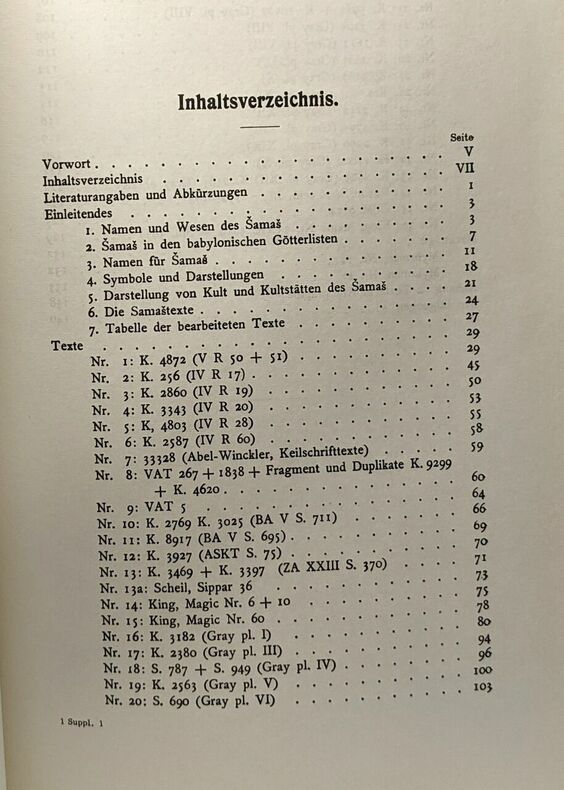 Inhaltsverzeichnis.
Seite
Vorwort . . . . . . . . . . . . . . . . V
Inhaltsverzeichnis . . . . . . . . . . . . . VII
Literaturangaben und Abkürzungen . . . . . . . . . 1
Einleitendes . . . . . . . . . . . . . . . 3
1. Namen und Wesen des Šamaš . . . . . . . . 3
2. Šamaš in den babylonischen Götterlisten . . . . . 7
3. Namen für Šamaš . . . . . . . . . . . 11
4. Symbole und Darstellungen . . . . . . . . . 18
5. Darstellung von Kult und Kultstätten des Šamaš . . . . 21
6. Die Samaštexte . . . . . . . . . . . . 24
7. Tabelle der bearbeiteten Texte . . . . . . . . 27
Texte . . . . . . . . . . . . . . . . 29
Nr. 1: K. 4872 (V R 50 + 51) . . . . . . . . 29
Nr. 2: K. 256 (IV R 17) . . . . . . . . . . 45
Nr. 3: K. 2860 (IV R 19) . . . . . . . . . . 50
Nr. 4: K. 3343 (IV R 20) . . . . . . . . . . 53
Nr. 5: K, 4803 (IV R 28) . . . . . . . . . . 55
Nr. 6: K. 2587 (IV R 60) . . . . . . . . . . 58
Nr. 7: 33328 (Abel-Winckler, Keilschrifttexte) . . . . 59
Nr. 8: VAT 267 + 1838 + Fragment und Duplikate K. 9299
+ K. 4620 . . . . . . . . . . . . 60
Nr. 9: VAT 5 . . . . . . . . . . . . 64
Nr. 10: K. 2769 K. 3025 (BA V S. 711) . . . . . . 66
Nr. 11: K. 8917 (BA V S. 695) . . . . . . . . 69
Nr. 12: K. 3927 (ASKT S. 75) . . . . . . . . 70
Nr. 13: K. 3469 + K. 3397 (ZA XXIII S. 370) . . . . 71
Nr. 13a: Scheil, Sippar 36 . . . . . . . . . 73
Nr. 14: King, Magic Nr. 6 + 10 . . . . . . . . 75
Nr. 15: King, Magic Nr. 60 . . . . . . . . . 78
Nr. 16: K. 3182 (Gray pl. I) . . . . . . . . . 80
Nr. 17: K. 2380 (Gray pl. III) . . . . . . . . 94
Nr. 18: S. 787 + S. 949 (Gray pl. IV) . . . . . . 96
Nr. 19: K. 2563 (Gray pl. V) . . . . . . . . . 100
Nr. 20: S. 690 (Gray pl. VI) . . . . . . . . . 103
1 Suppl. 1